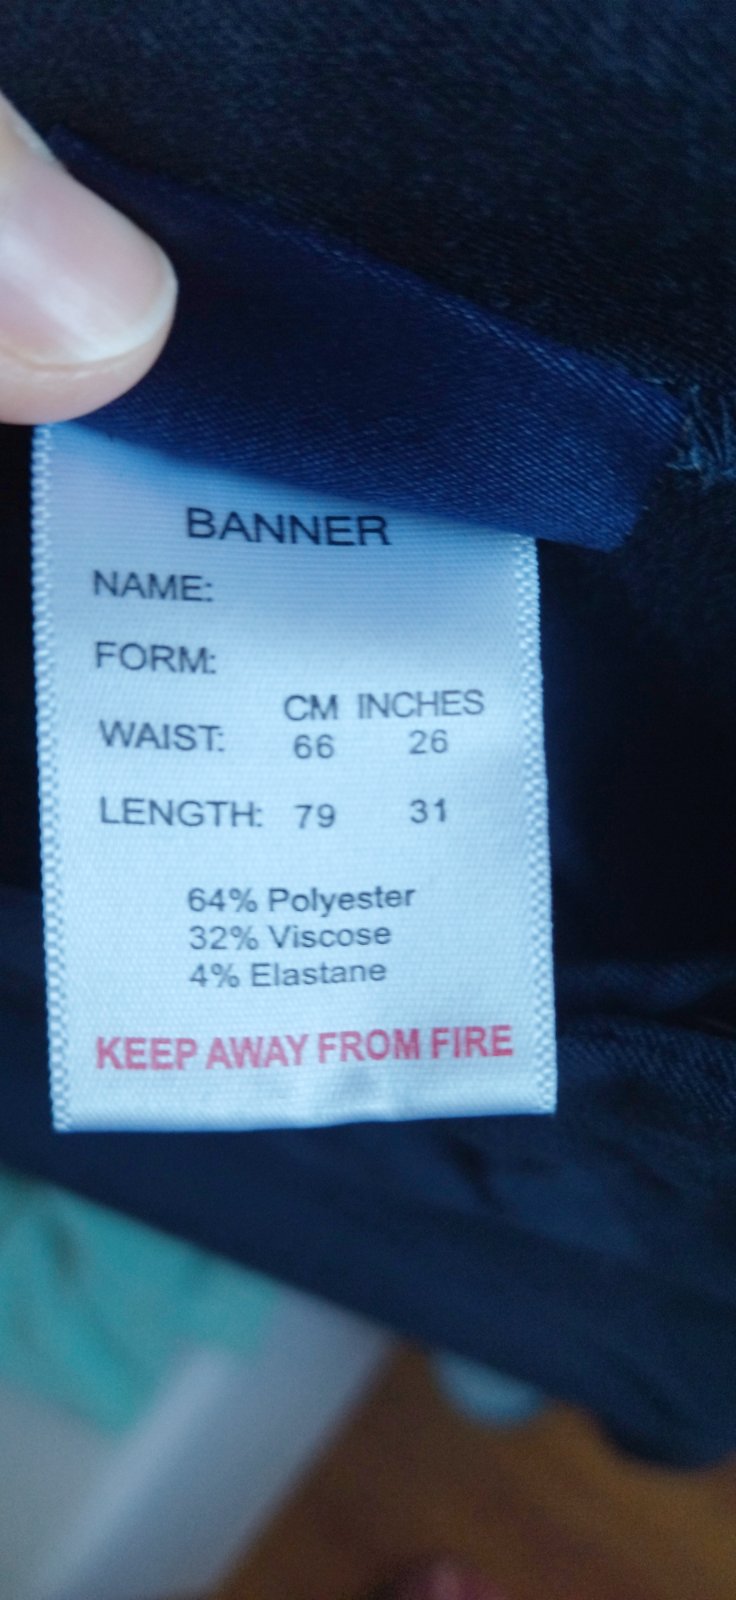 BANNER
NAME:
FORM:
CM INCHES
WAIST: 66 26
LENGTH: 79 31
64% Polyester
32% Viscose
4% Elastane
KEEP AWAY FROM FIRE